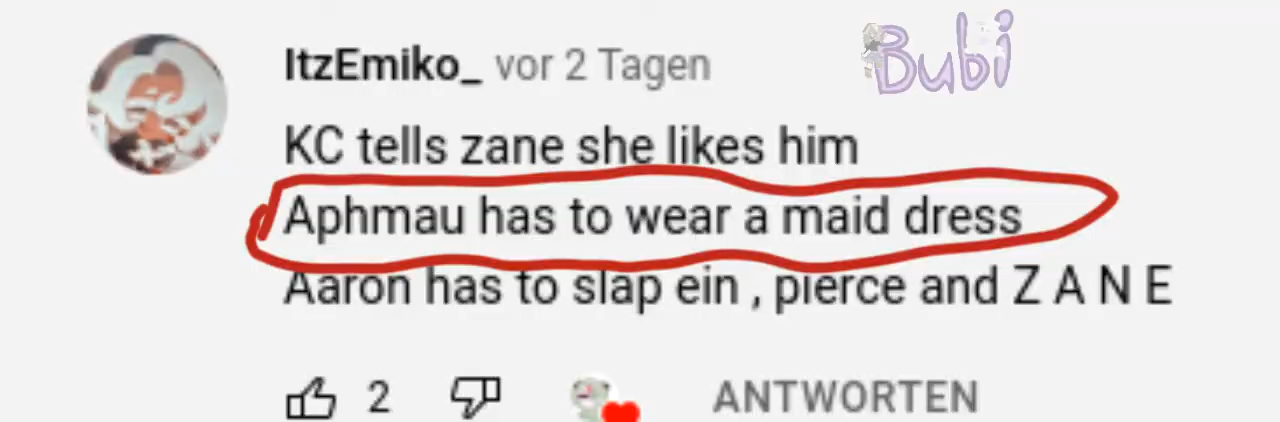 Bubi
ItzEmiko_ vor 2 Tagen
KC tells zane she likes him
Aphmau has to wear a maid dress
Aaron has to slap ein , pierce and Z A N E
2 ANTWORTEN